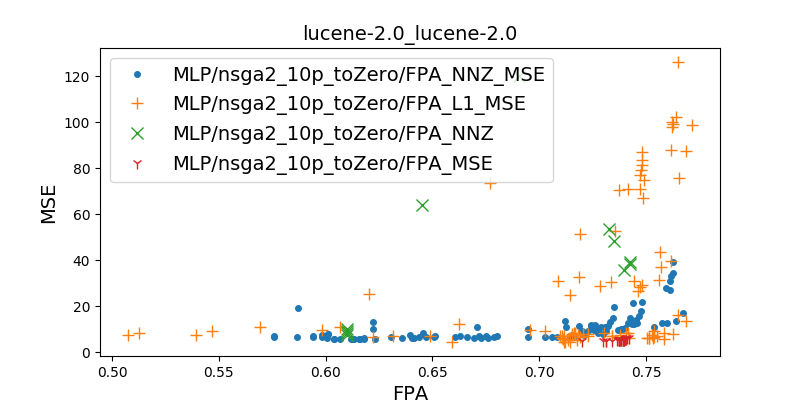 lucene-2.0_lucene-2.0
MLP/nsga2_10p_toZero/FPA_NNZ_MSE
MLP/nsga2_10p_toZero/FPA_L1_MSE
MLP/nsga2_10p_toZero/FPA_NNZ
MLP/nsga2_10p_toZero/FPA_MSE
120
100
80
60
40
20
0
MSE
0.50 0.55 0.60 0.65 0.70 0.75
FPA